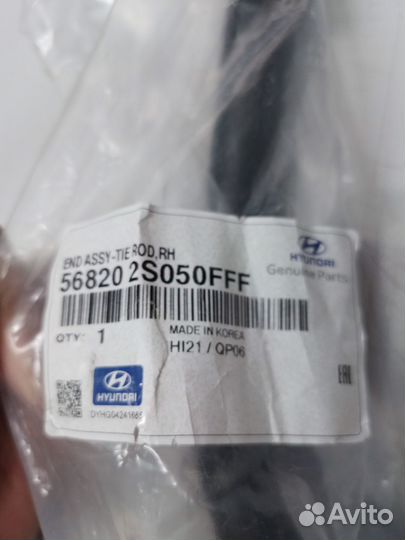 END ASSY-TIE ROD,RH
HYUNDAI
Genuine Parts
56820 2S050FFF
QTY: 1
MADE IN KOREA
HI21 / QP06
EAC
HYUNDAI
DYHG04241685
Avito